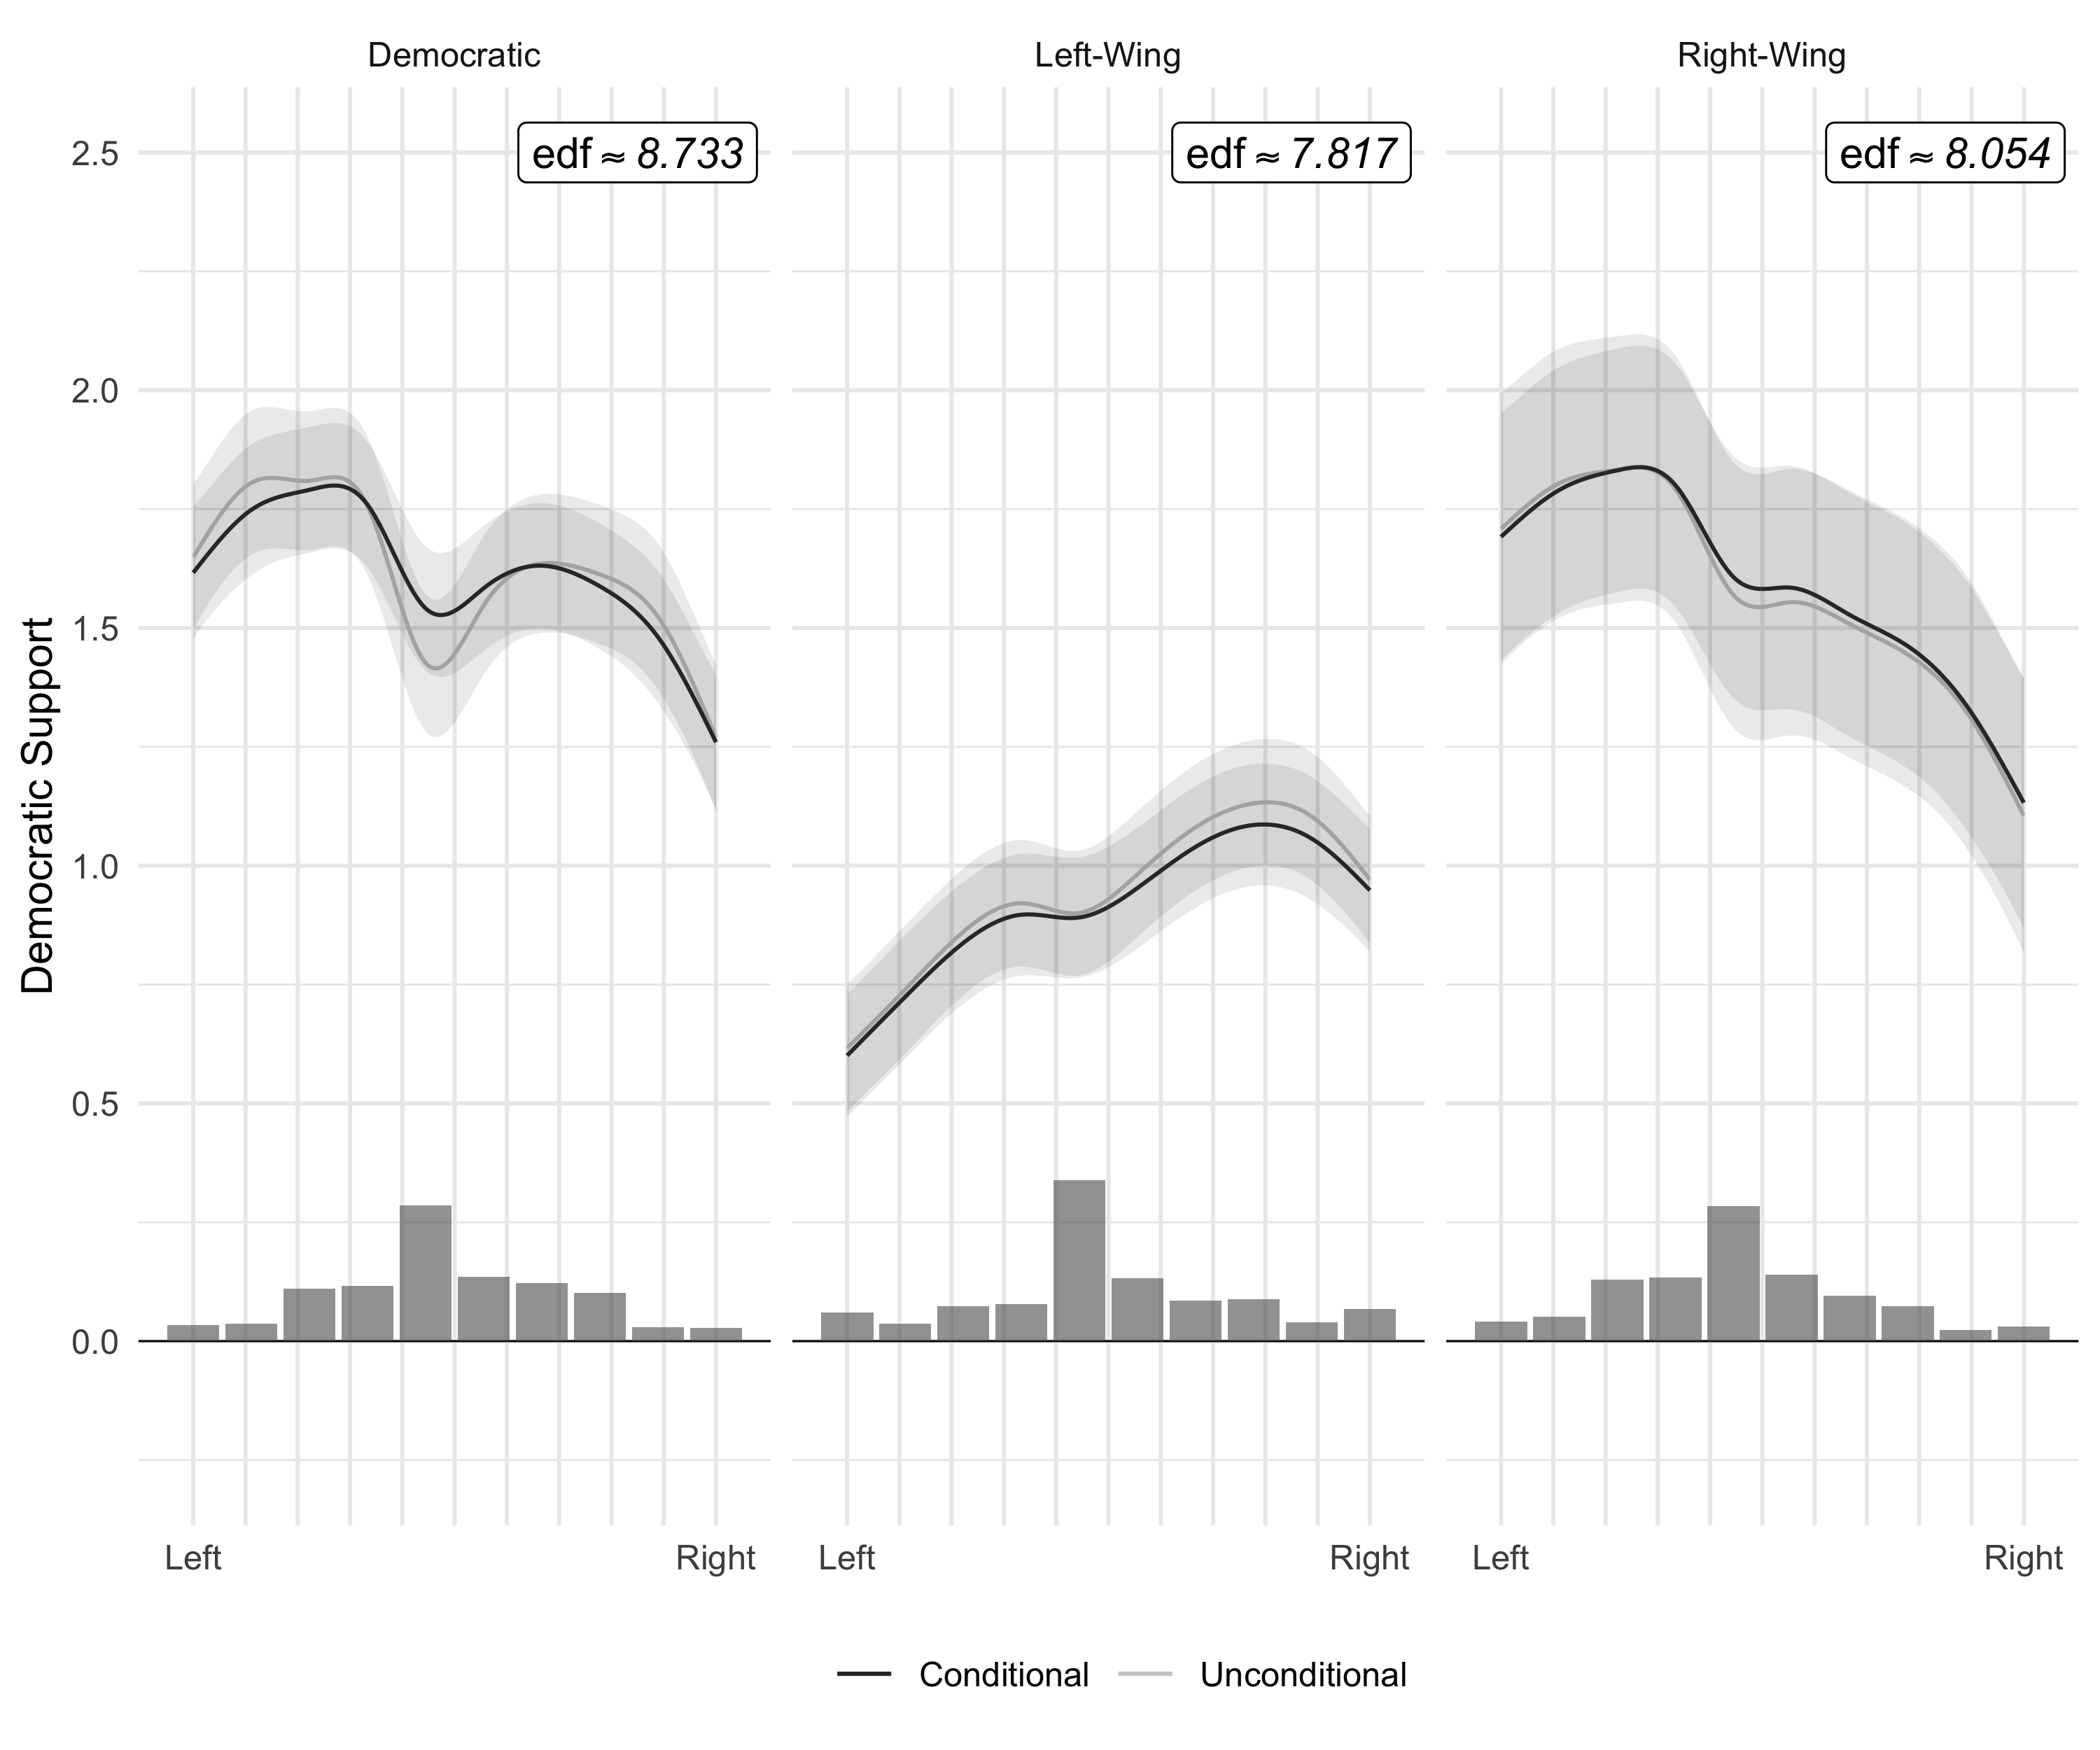 Democratic
Left-Wing
Right-Wing
edf ≈ 8.733
edf ≈ 7.817
edf ≈ 8.054
Democratic Support
2.5
2.0
1.5
1.0
0.5
0.0
Left
Right
Left
Right
Left
Right
Conditional
Unconditional